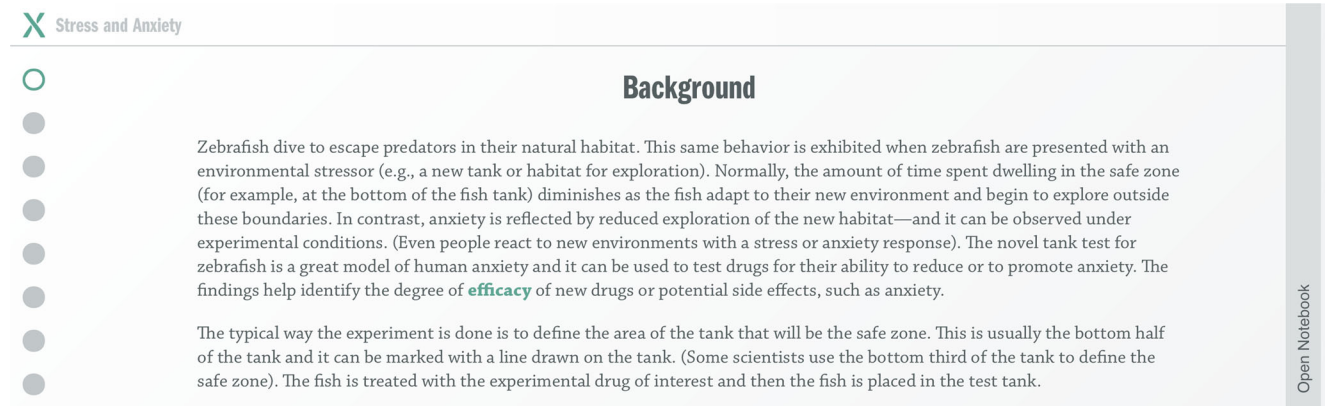 X Stress and Anxiety
Background
Zebrafish dive to escape predators in their natural habitat. This same behavior is exhibited when zebrafish are presented with an
environmental stressor (e.g., a new tank or habitat for exploration). Normally, the amount of time spent dwelling in the safe zone
(for example, at the bottom of the fish tank) diminishes as the fish adapt to their new environment and begin to explore outside
these boundaries. In contrast, anxiety is reflected by reduced exploration of the new habitat—and it can be observed under
experimental conditions. (Even people react to new environments with a stress or anxiety response). The novel tank test for
zebrafish is a great model of human anxiety and it can be used to test drugs for their ability to reduce or to promote anxiety. The
findings help identify the degree of efficacy of new drugs or potential side effects, such as anxiety.
The typical way the experiment is done is to define the area of the tank that will be the safe zone. This is usually the bottom half
of the tank and it can be marked with a line drawn on the tank. (Some scientists use the bottom third of the tank to define the
safe zone). The fish is treated with the experimental drug of interest and then the fish is placed in the test tank.
Open Notebook